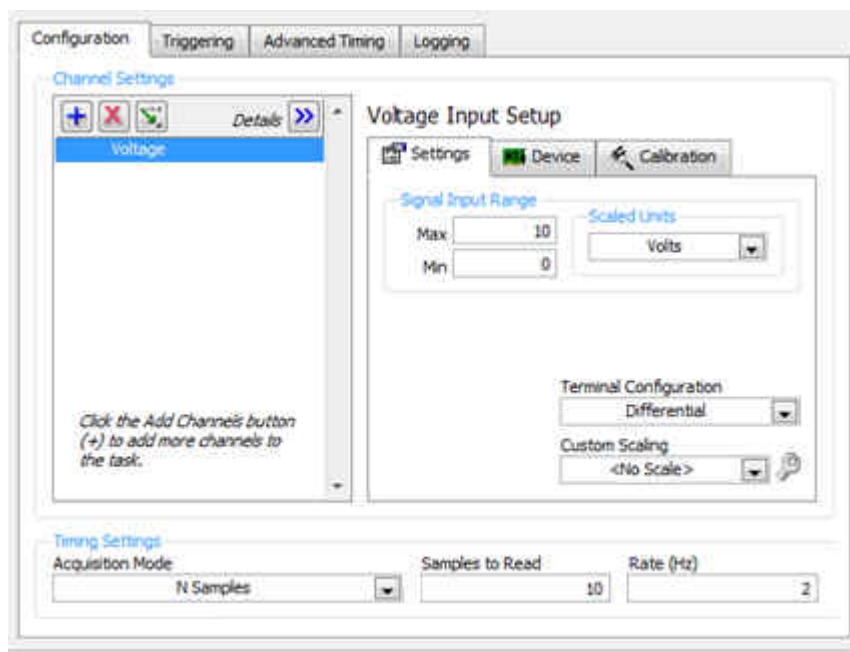 Configuration Triggering Advanced Timing Logging
Channel Settings
Details
Voltage
Click the Add Channels button
(+) to add more channels to
the task.
Voltage Input Setup
Settings Device Calibration
Signal Input Range
Max 10
Min 0
Scaled Units
Volts
Terminal Configuration
Differential
Custom Scaling
<No Scale>
Timing Settings
Acquisition Mode Samples to Read Rate (Hz)
N Samples 10 2